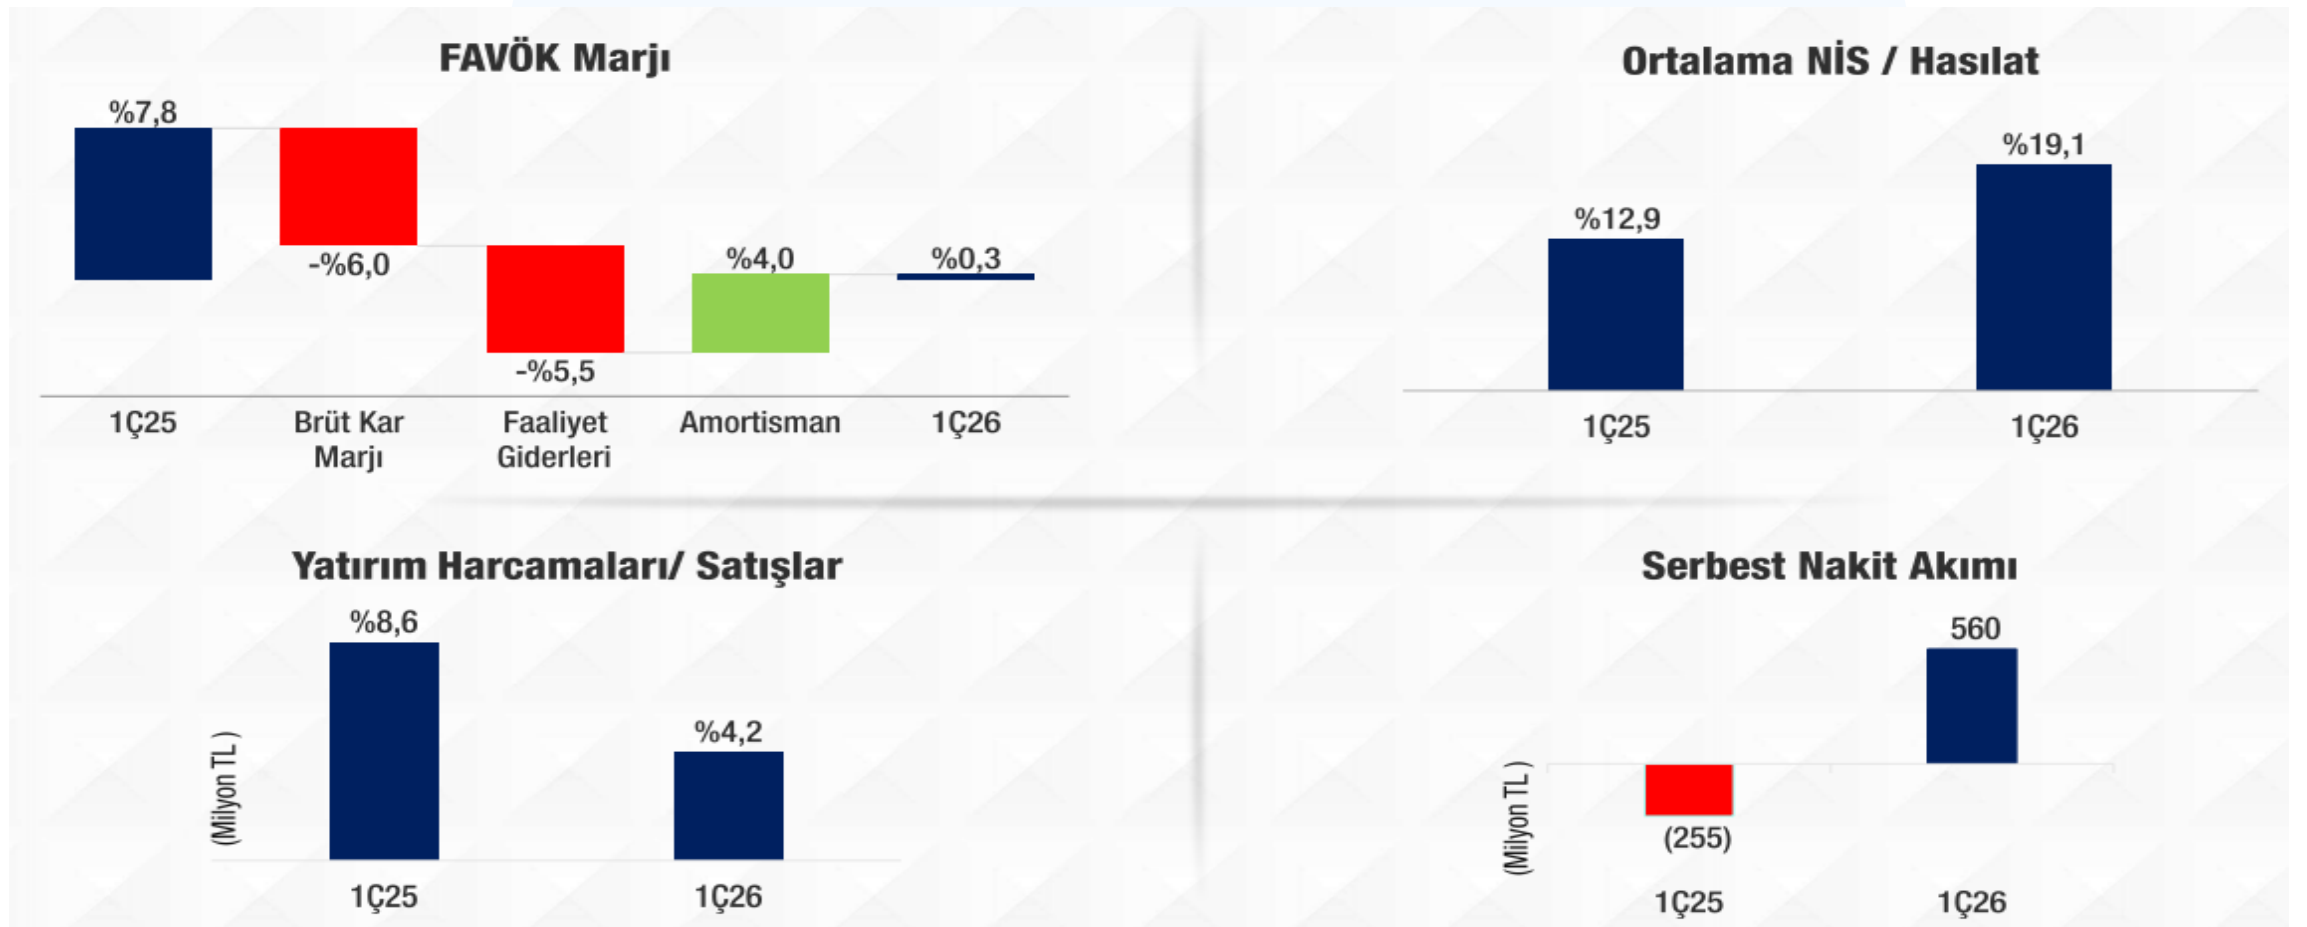 FAVÖK Marjı
%7,8
-%6,0
-%5,5
%4,0
%0,3
1Ç25
Brüt Kar
Marjı
Faaliyet
Giderleri
Amortisman
1Ç26
Ortalama NİS / Hasılat
%12,9
%19,1
1Ç25
1Ç26
Yatırım Harcamaları/ Satışlar
(Milyon TL )
%8,6
%4,2
1Ç25
1Ç26
Serbest Nakit Akımı
(Milyon TL )
(255)
560
1Ç25
1Ç26